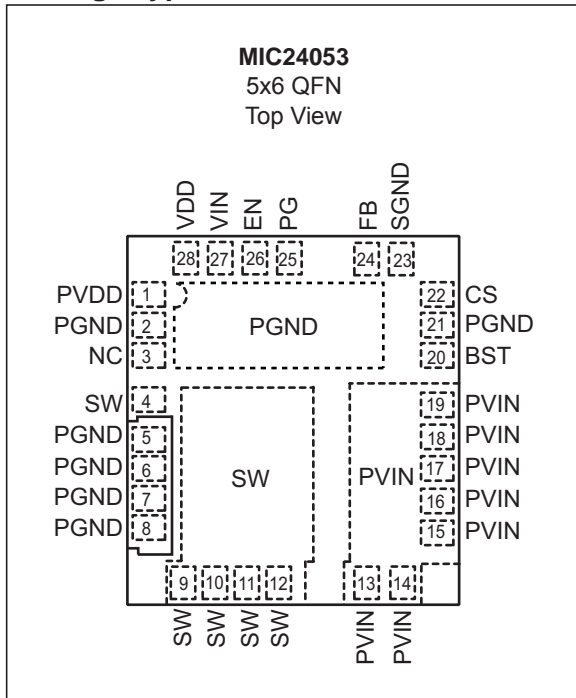 MIC24053
5x6 QFN
Top View
VDD VIN EN PG FB SGND
28 27 26 25 24 23
PVDD 1 22 CS
PGND 2 PGND 21 PGND
NC 3 20 BST
SW 4 19 PVIN
PGND 5 18 PVIN
PGND 6 SW PVIN 17 PVIN
PGND 7 16 PVIN
PGND 8 15 PVIN
9 10 11 12 13 14
SW SW SW SW PVIN PVIN